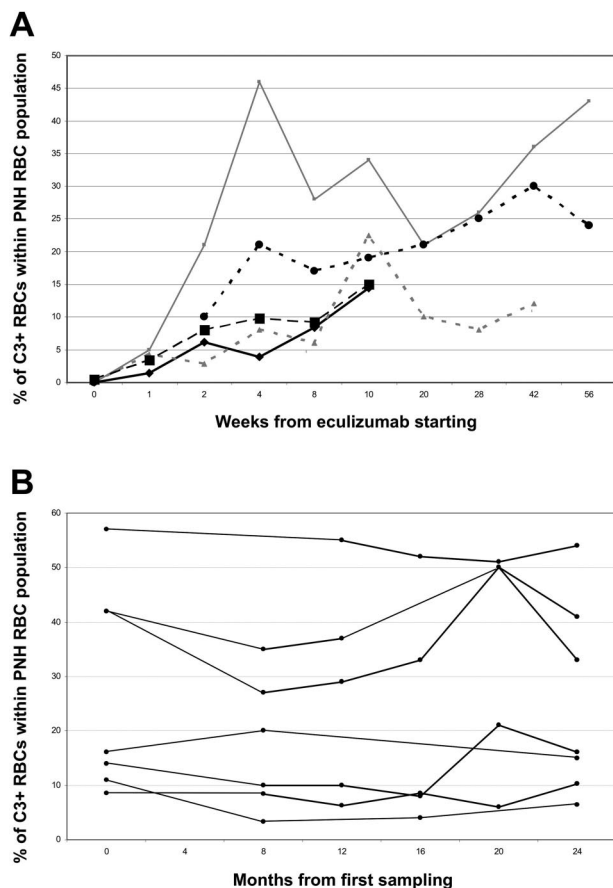 A
% of C3+ RBCs within PNH RBC population
50
45
40
35
30
25
20
15
10
5
0
0 1 2 4 8 10 20 28 42 56
Weeks from eculizumab starting
B
% of C3+ RBCs within PNH RBC population
60
50
40
30
20
10
0
0 4 8 12 16 20 24
Months from first sampling